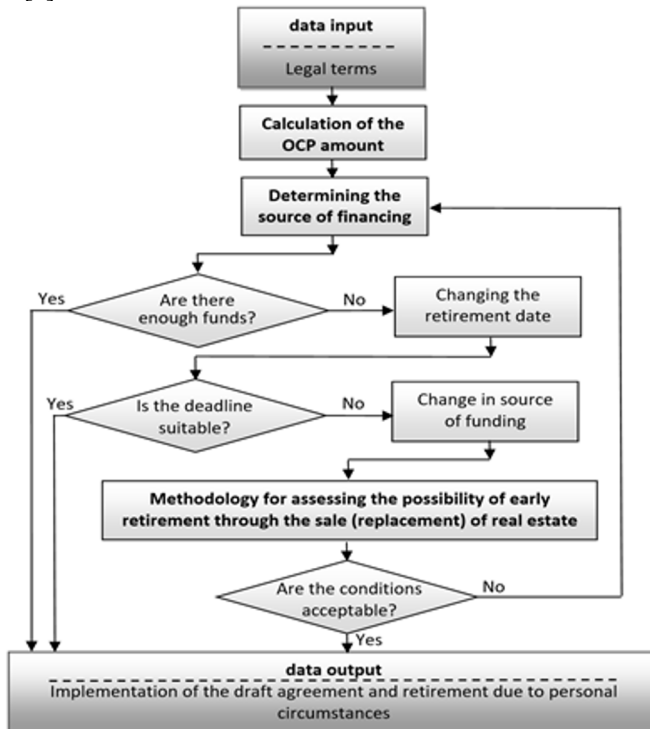 data input
Legal terms
Calculation of the
OCP amount
Determining the
source of financing
Yes
Are there
enough funds?
No
Changing the
retirement date
Yes
Is the deadline
suitable?
No
Change in source
of funding
Methodology for assessing the possibility of early
retirement through the sale (replacement) of real estate
Are the conditions
acceptable?
No
Yes
data output
Implementation of the draft agreement and retirement due to personal
circumstances